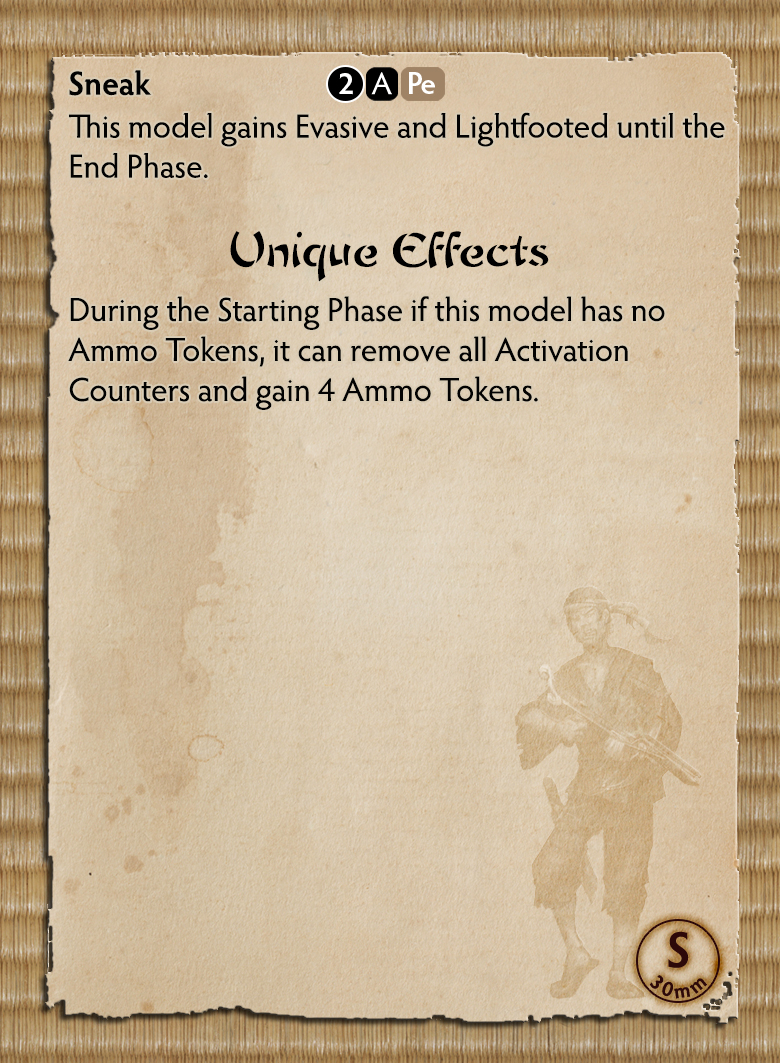 Sneak 2 A Pe
This model gains Evasive and Lightfooted until the
End Phase.
Unique Effects
During the Starting Phase if this model has no
Ammo Tokens, it can remove all Activation
Counters and gain 4 Ammo Tokens.
S
30mm